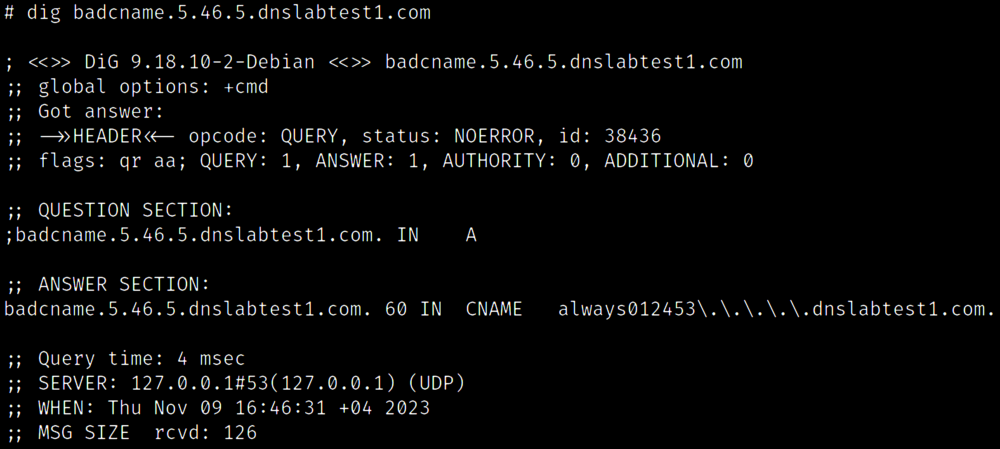 # dig badcname.5.46.5.dnslabtest1.com
; <<>> DiG 9.18.10-2-Debian <<>> badcname.5.46.5.dnslabtest1.com
;; global options: +cmd
;; Got answer:
;; ->>HEADER<<- opcode: QUERY, status: NOERROR, id: 38436
;; flags: qr aa; QUERY: 1, ANSWER: 1, AUTHORITY: 0, ADDITIONAL: 0
;; QUESTION SECTION:
;badcname.5.46.5.dnslabtest1.com. IN A
;; ANSWER SECTION:
badcname.5.46.5.dnslabtest1.com. 60 IN CNAME always012453\.\.\.\.\.dnslabtest1.com.
;; Query time: 4 msec
;; SERVER: 127.0.0.1#53(127.0.0.1) (UDP)
;; WHEN: Thu Nov 09 16:46:31 +04 2023
;; MSG SIZE rcvd: 126